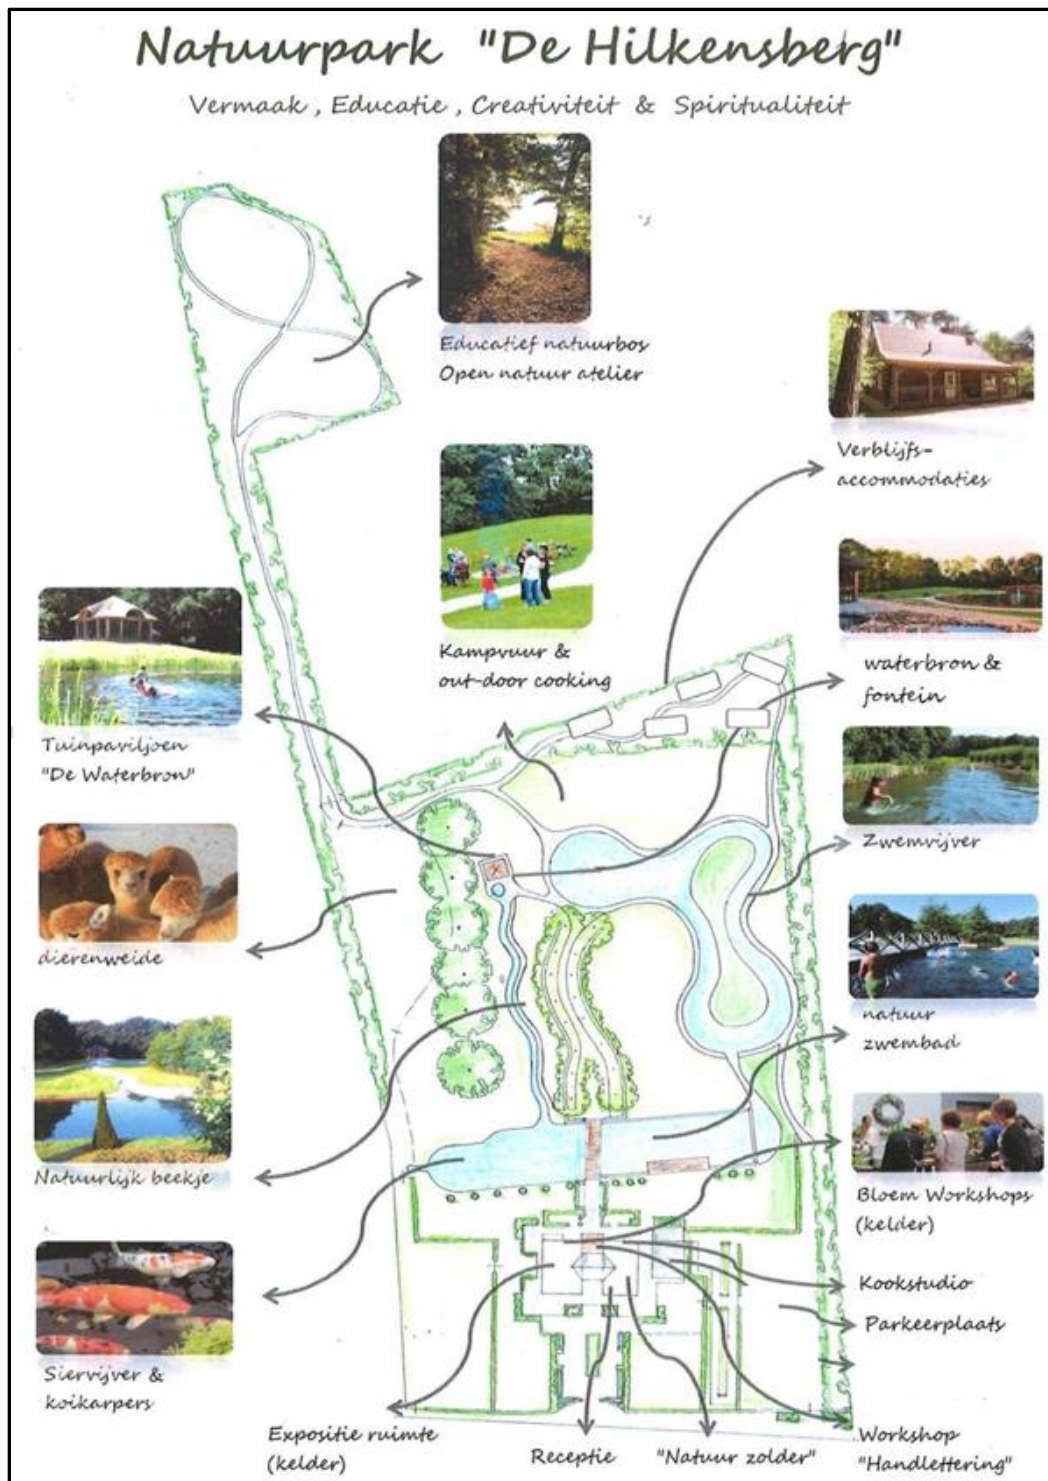 Natuurpark "De Hilkensberg"
Vermaak , Educatie , Creativiteit & Spiritualiteit
Educatief natuurbos
Open natuur atelier
Verblijfs-
accommodaties
Kampvuur &
out-door cooking
waterbron &
fontein
Tuinpaviljoen
"De Waterbron"
Zwemvijver
dierenweide
natuur
zwembad
Natuurlijk beekje
Bloem Workshops
(kelder)
Kookstudio
Parkeerplaats
Siervijver &
koikarpers
Expositie ruimte
(kelder)
Receptie
"Natuur zolder"
Workshop
"Handlettering"